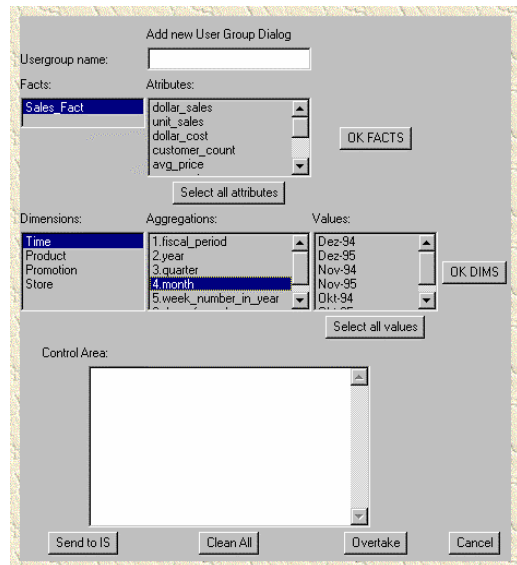 Add new User Group Dialog
Usergroup name:
Facts:
Atributes:
Sales_Fact
dollar_sales
unit_sales
dollar_cost
customer_count
avg_price
OK FACTS
Select all attributes
Dimensions:
Aggregations:
Values:
Time
Product
Promotion
Store
1.fiscal_period
2.year
3.quarter
4.month
5.week_number_in_year
Dez-94
Dez-95
Nov-94
Nov-95
Okt-94
OK DIMS
Select all values
Control Area:
Send to IS
Clean All
Overtake
Cancel